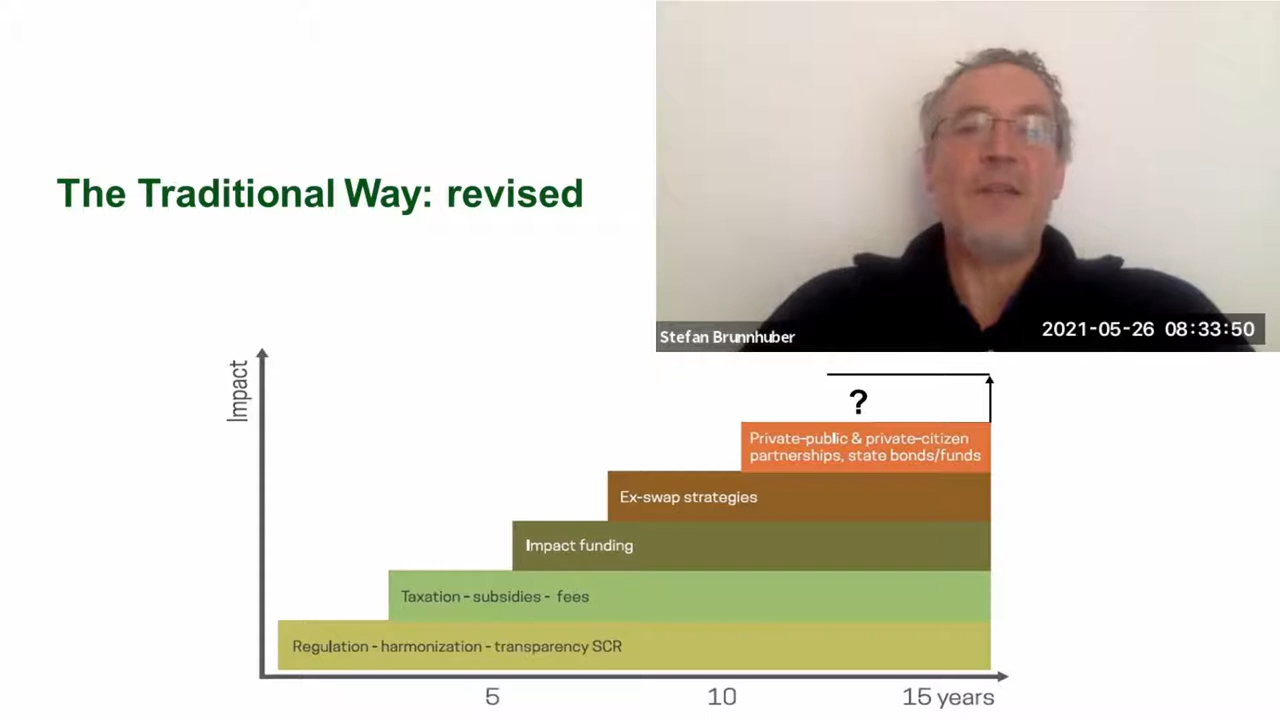 The Traditional Way: revised
Stefan Brunnhuber
2021-05-26 08:33:50
Impact
?
Private-public & private-citizen
partnerships, state bonds/funds
Ex-swap strategies
Impact funding
Taxation - subsidies - fees
Regulation - harmonization - transparency SCR
5 10 15 years